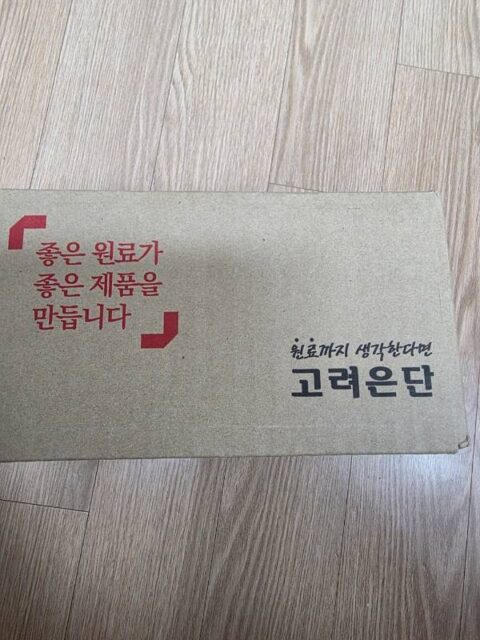 좋은 원료가
좋은 제품을
만듭니다
원료까지 생각한다면
고려은단